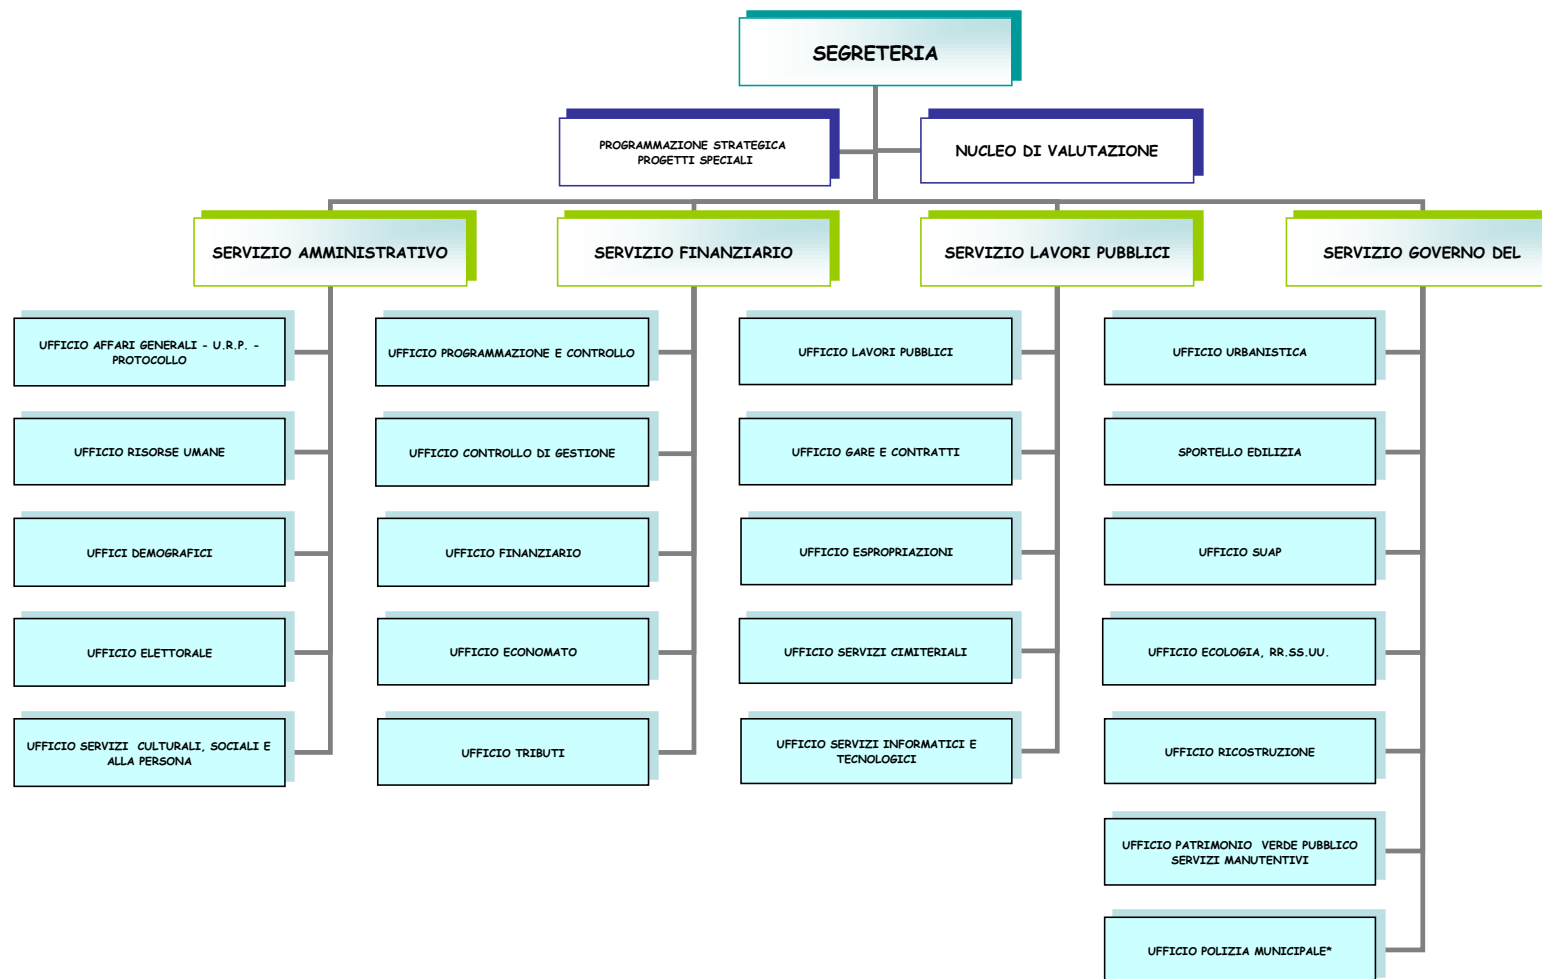 SEGRETERIA
PROGRAMMAZIONE STRATEGICA
PROGETTI SPECIALI
NUCLEO DI VALUTAZIONE
SERVIZIO AMMINISTRATIVO
SERVIZIO FINANZIARIO
SERVIZIO LAVORI PUBBLICI
SERVIZIO GOVERNO DEL
UFFICIO AFFARI GENERALI - U.R.P. -
PROTOCOLLO
UFFICIO PROGRAMMAZIONE E CONTROLLO
UFFICIO LAVORI PUBBLICI
UFFICIO URBANISTICA
UFFICIO RISORSE UMANE
UFFICIO CONTROLLO DI GESTIONE
UFFICIO GARE E CONTRATTI
SPORTELLO EDILIZIA
UFFICI DEMOGRAFICI
UFFICIO FINANZIARIO
UFFICIO ESPROPRIAZIONI
UFFICIO SUAP
UFFICIO ELETTORALE
UFFICIO ECONOMATO
UFFICIO SERVIZI CIMITERIALI
UFFICIO ECOLOGIA, RR.SS.UU.
UFFICIO SERVIZI  CULTURALI, SOCIALI E
ALLA PERSONA
UFFICIO TRIBUTI
UFFICIO SERVIZI INFORMATICI E
TECNOLOGICI
UFFICIO RICOSTRUZIONE
UFFICIO PATRIMONIO  VERDE PUBBLICO
SERVIZI MANUTENTIVI
UFFICIO POLIZIA MUNICIPALE*